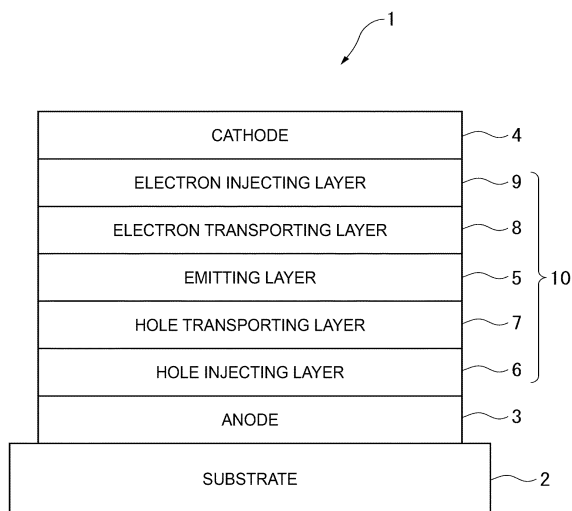 1
CATHODE 4
ELECTRON INJECTING LAYER 9
ELECTRON TRANSPORTING LAYER 8
EMITTING LAYER 5 10
HOLE TRANSPORTING LAYER 7
HOLE INJECTING LAYER 6
ANODE 3
SUBSTRATE 2